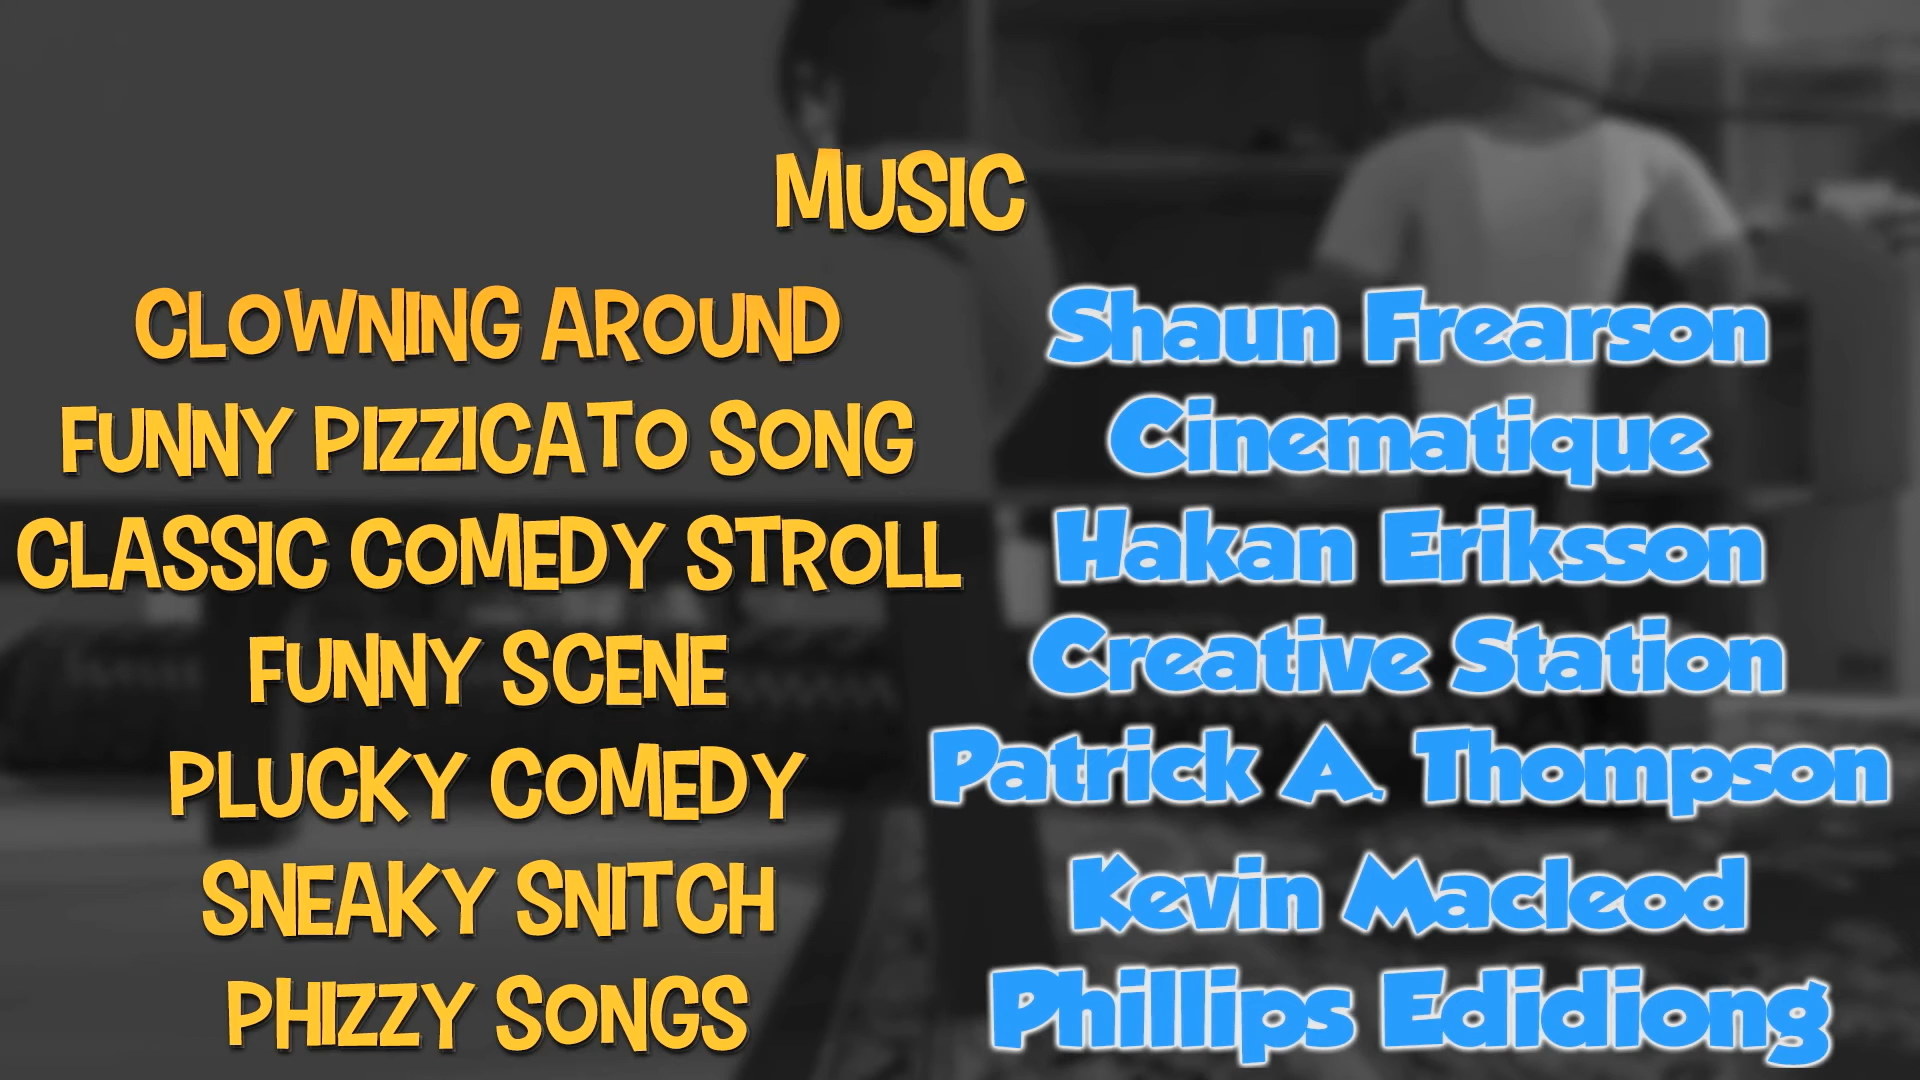 MUSIC
CLOWNING AROUND Shaun Frearson
FUNNY PIZZICATO SONG Cinematique
CLASSIC COMEDY STROLL Hakan Eriksson
FUNNY SCENE Creative Station
PLUCKY COMEDY Patrick A. Thompson
SNEAKY SNITCH Kevin Macleod
PHIZZY SONGS Phillips Edidiong